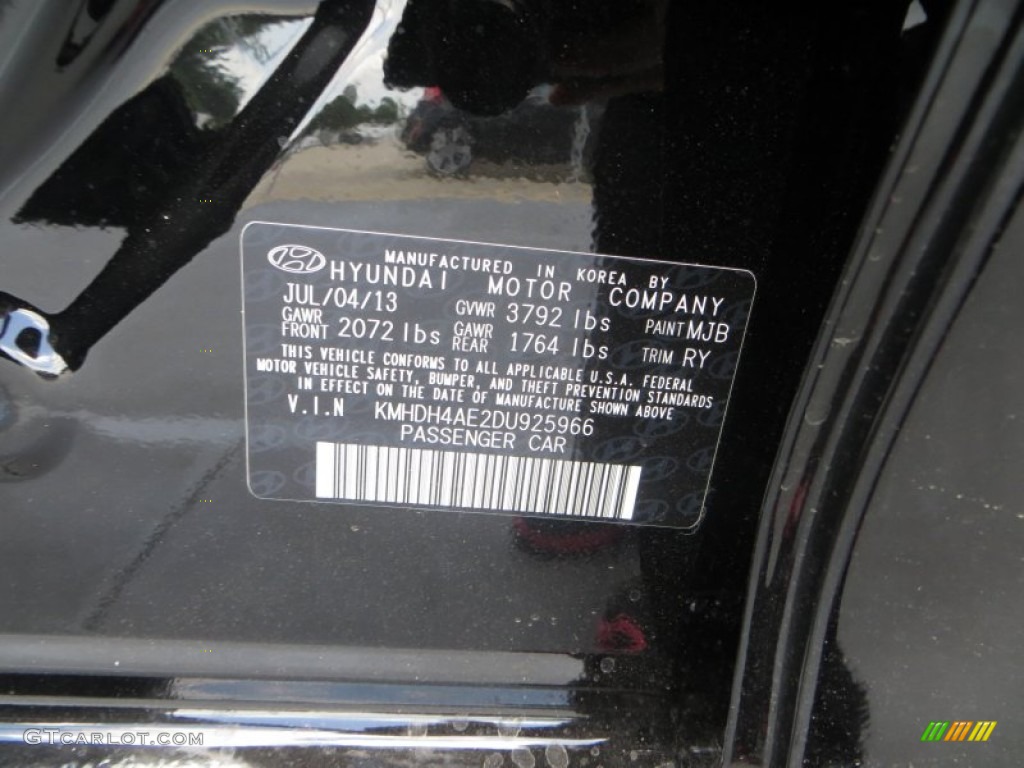 MANUFACTURED IN KOREA BY
HYUNDAI MOTOR COMPANY
JUL/04/13 GVWR 3792 lbs PAINT MJB
GAWR FRONT 2072 lbs GAWR REAR 1764 lbs TRIM RY
THIS VEHICLE CONFORMS TO ALL APPLICABLE U.S.A. FEDERAL
MOTOR VEHICLE SAFETY, BUMPER, AND THEFT PREVENTION STANDARDS
IN EFFECT ON THE DATE OF MANUFACTURE SHOWN ABOVE
V.I.N KMHDH4AE2DU925966
PASSENGER CAR
GTCARLOT.COM